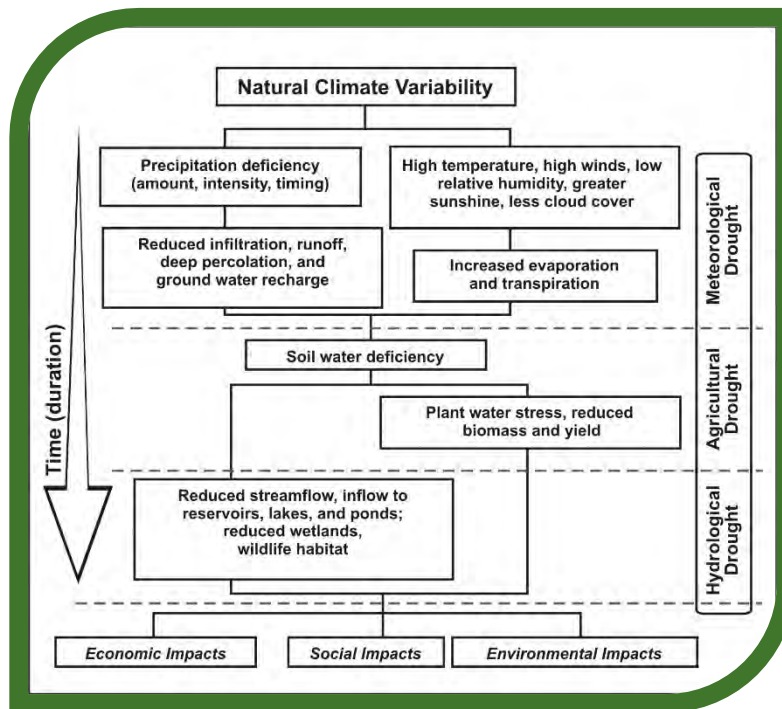 Natural Climate Variability
Precipitation deficiency
(amount, intensity, timing)
High temperature, high winds, low
relative humidity, greater
sunshine, less cloud cover
Reduced infiltration, runoff,
deep percolation, and
ground water recharge
Increased evaporation
and transpiration
Meteorological
Drought
Time (duration)
Soil water deficiency
Plant water stress, reduced
biomass and yield
Agricultural
Drought
Reduced streamflow, inflow to
reservoirs, lakes, and ponds;
reduced wetlands,
wildlife habitat
Hydrological
Drought
Economic Impacts
Social Impacts
Environmental Impacts